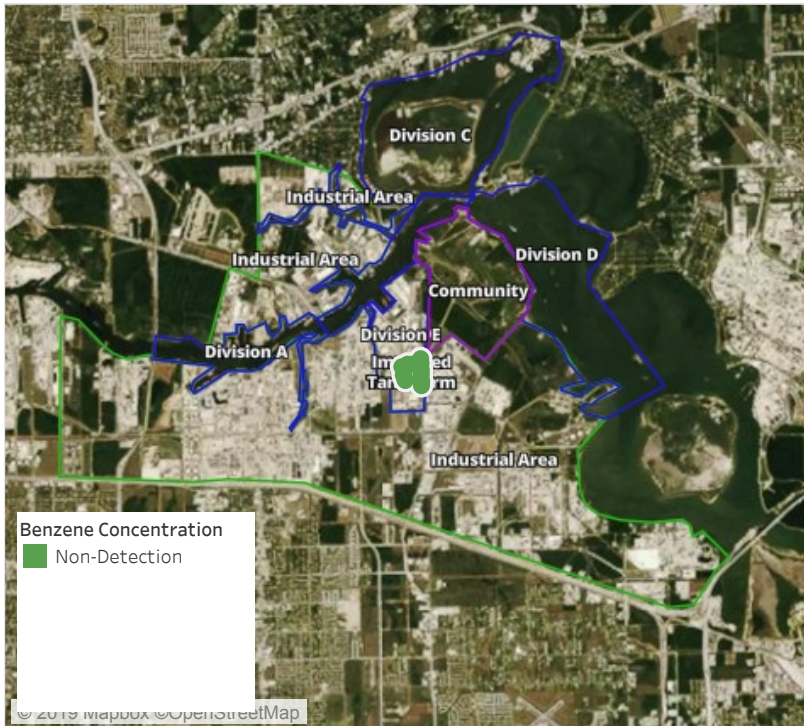 Division C
Industrial Area
Division D
Industrial Area
Community
Division E
Division A
Industrial Area
Benzene Concentration
Non-Detection
© 2019 Mapbox ©OpenStreetMap